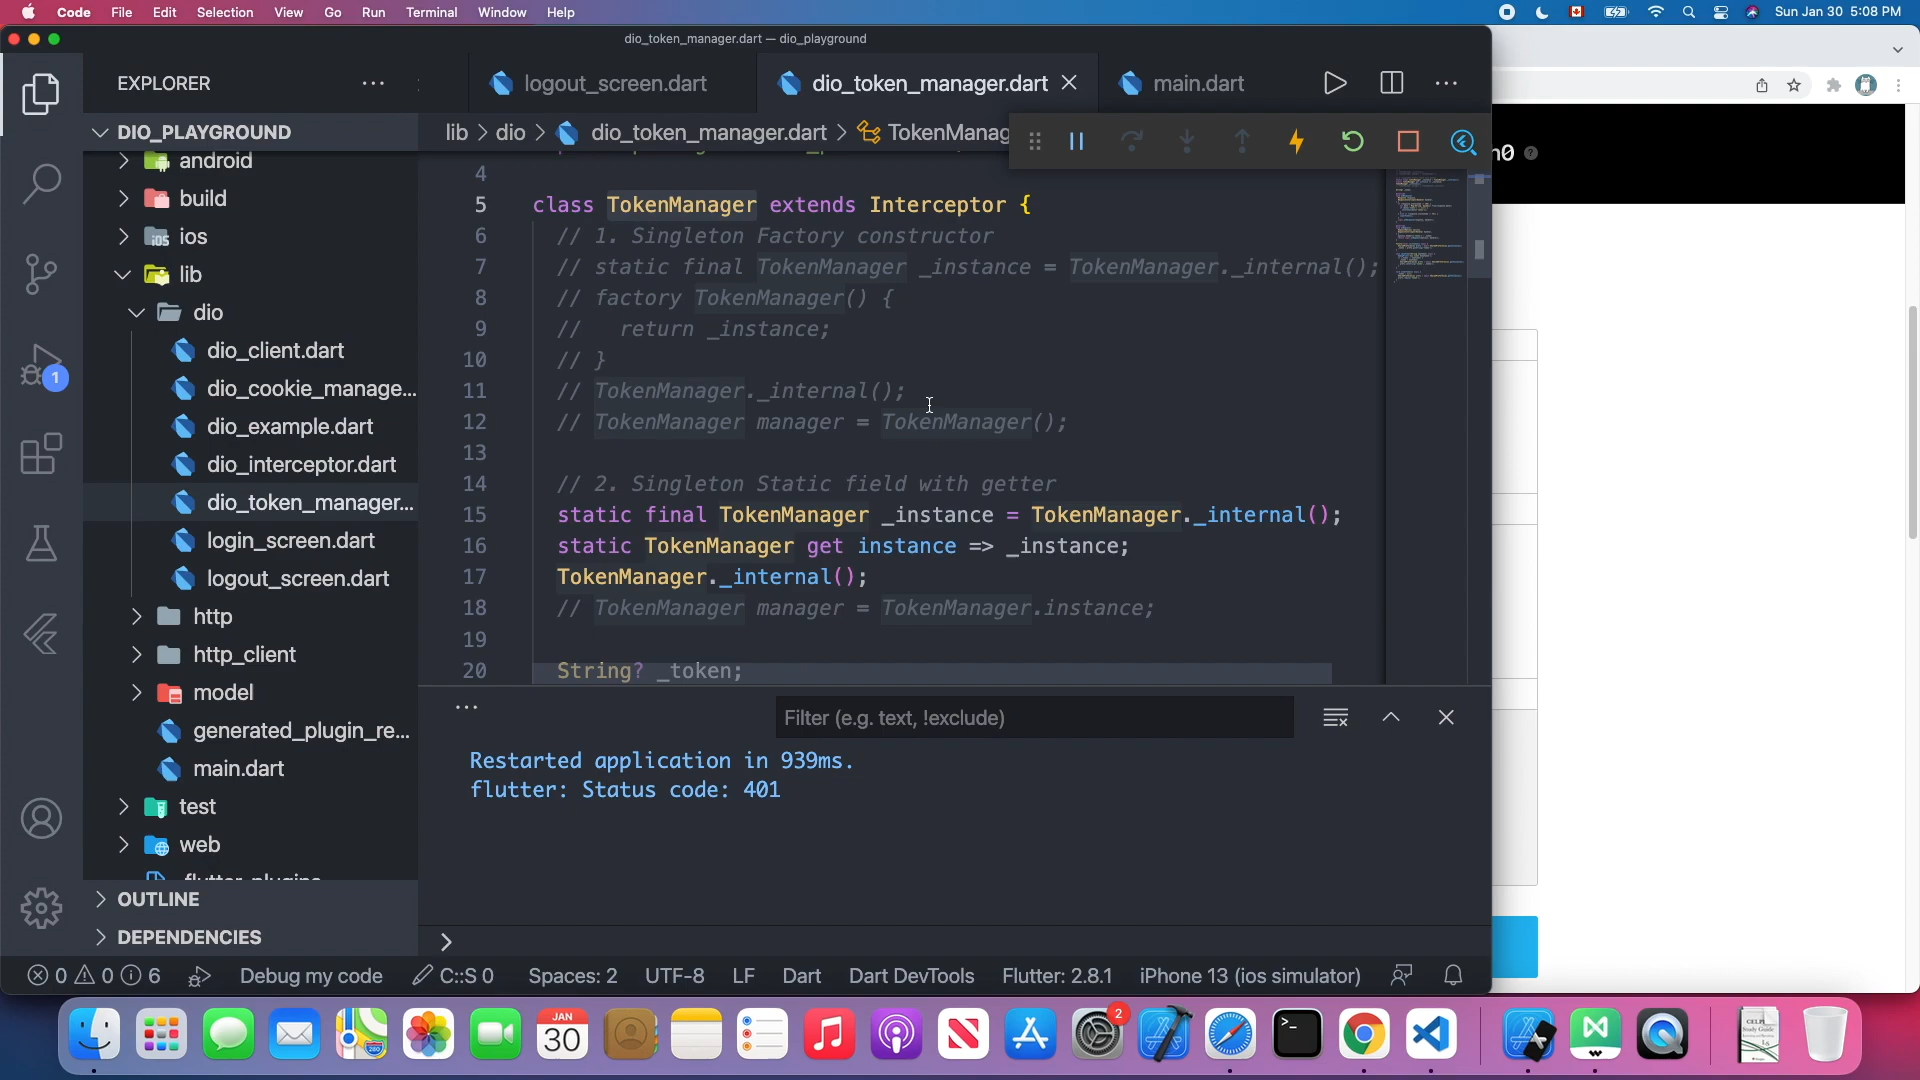 Code File Edit Selection View Go Run Terminal Window Help Sun Jan 30 5:08 PM
dio_token_manager.dart — dio_playground
EXPLORER
logout_screen.dart dio_token_manager.dart main.dart
DIO_PLAYGROUND
lib > dio > dio_token_manager.dart > TokenManag
n0
android
build
ios
lib
dio
dio_client.dart
dio_cookie_manage...
dio_example.dart
dio_interceptor.dart
dio_token_manager...
login_screen.dart
logout_screen.dart
http
http_client
model
generated_plugin_re...
main.dart
test
web
OUTLINE
DEPENDENCIES
1
4
5 class TokenManager extends Interceptor {
6 // 1. Singleton Factory constructor
7 // static final TokenManager _instance = TokenManager._internal();
8 // factory TokenManager() {
9 //   return _instance;
10 // }
11 // TokenManager._internal();
12 // TokenManager manager = TokenManager();
13
14 // 2. Singleton Static field with getter
15 static final TokenManager _instance = TokenManager._internal();
16 static TokenManager get instance => _instance;
17 TokenManager._internal();
18 // TokenManager manager = TokenManager.instance;
19
20 String? _token;
Filter (e.g. text, !exclude)
Restarted application in 939ms.
flutter: Status code: 401
0 0 6 Debug my code C::S 0 Spaces: 2 UTF-8 LF Dart Dart DevTools Flutter: 2.8.1 iPhone 13 (ios simulator)
JAN
30
2